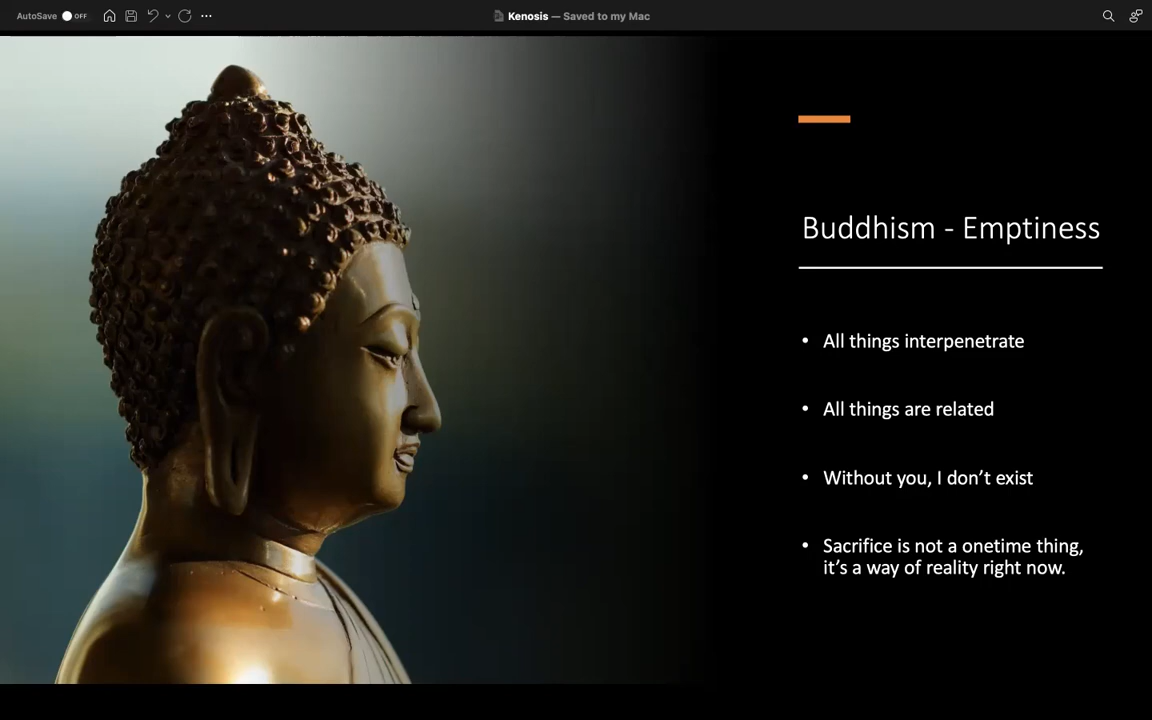 AutoSave OFF
Kenosis — Saved to my Mac
Buddhism - Emptiness
• All things interpenetrate
• All things are related
• Without you, I don’t exist
• Sacrifice is not a onetime thing,
it’s a way of reality right now.